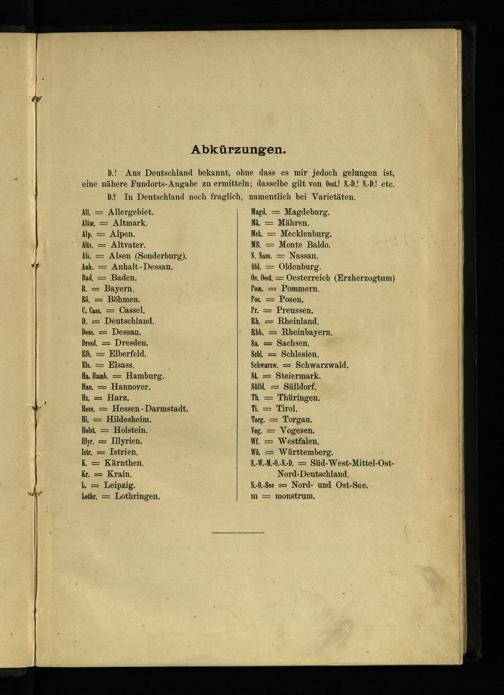 Abkürzungen.
D.! Aus Deutschland bekannt, ohne dass es mir jedoch gelungen ist,
eine nähere Fundorts-Angabe zu ermitteln; dasselbe gilt von Oest.! S.-D.! N.-D.! etc.
D.? In Deutschland noch fraglich, namentlich bei Varietäten.
All. = Allergebiet.
Altm. = Altmark.
Alp. = Alpen.
Altv. = Altvater.
Als. = Alsen (Sonderburg).
Anh. = Anhalt-Dessau.
Bad. = Baden.
B. = Bayern.
Bö. = Böhmen.
C. Cass. = Cassel.
D. = Deutschland.
Dess. = Dessau.
Dresd. = Dresden.
Elb. = Elberfeld.
Els. = Elsass.
Ha. Hamb. = Hamburg.
Han. = Hannover.
Hz. = Harz.
Hess. = Hessen-Darmstadt.
Hi. = Hildesheim.
Holst. = Holstein.
Illyr. = Illyrien.
Istr. = Istrien.
K. = Kärnthen.
Kr. = Krain.
L. = Leipzig.
Lothr. = Lothringen.
Magd. = Magdeburg.
Mä. = Mähren.
Mek. = Mecklenburg.
MB. = Monte Baldo.
N. Nass. = Nassau.
Old. = Oldenburg.
Oe. Oest. = Oesterreich (Erzherzogtum)
Pom. = Pommern.
Pos. = Posen.
Pr. = Preussen.
Rh. = Rheinland.
Rhb. = Rheinbayern.
Sa. = Sachsen.
Schl. = Schlesien.
Schwarzw. = Schwarzwald.
St. = Steiermark.
Sülld. = Sülldorf.
Th. = Thüringen.
Ti. = Tirol.
Torg. = Torgau.
Vog. = Vogesen.
Wf. = Westfalen.
Wü. = Württemberg.
S.-W.-M.-O.-N.-D. = Süd-West-Mittel-Ost-
Nord-Deutschland.
N.-O.-See = Nord- und Ost-See.
m = monstrum.